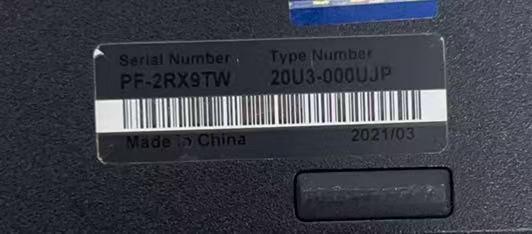 Serial Number Type Number
PF-2RX9TW 20U3-000UJP
Made in China 2021/03